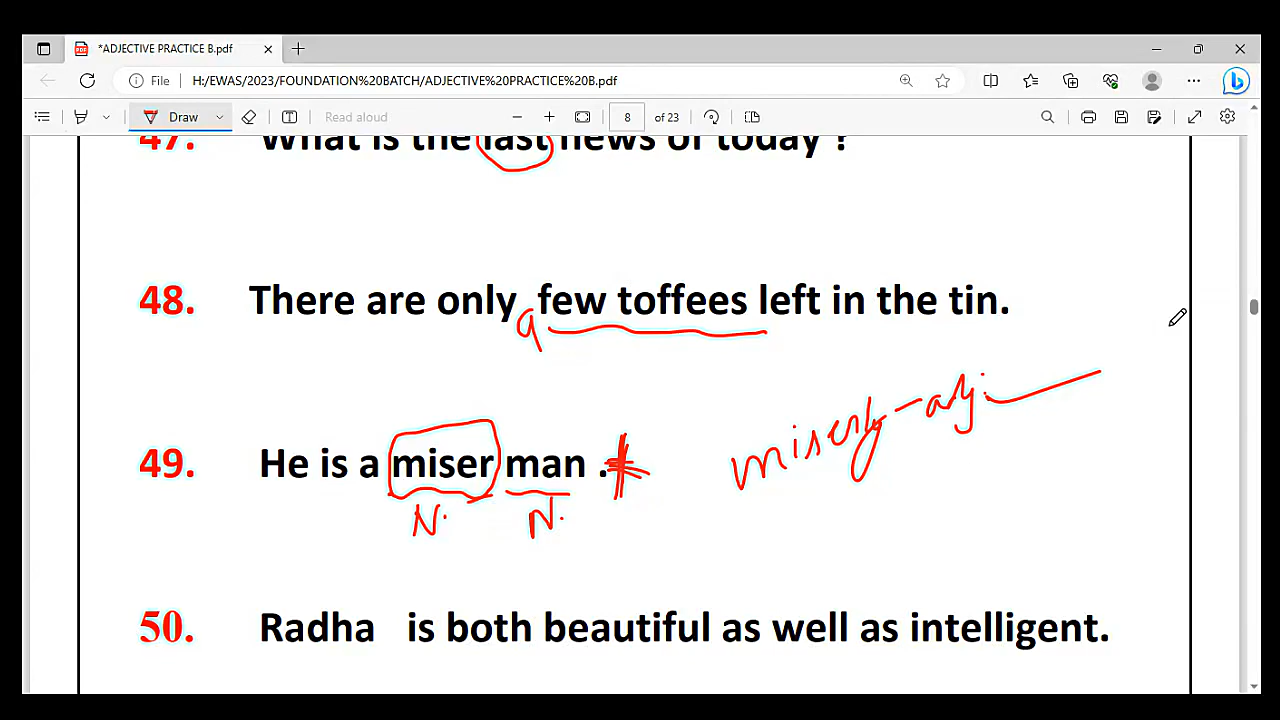 *ADJECTIVE PRACTICE B.pdf
File H:/EWAS/2023/FOUNDATION%20BATCH/ADJECTIVE%20PRACTICE%20B.pdf
Draw Read aloud 8 of 23
47. What is the last news of today ?
48. There are only few toffees left in the tin.
a
miserly - adj.
49. He is a miser man .
N. N.
50. Radha is both beautiful as well as intelligent.